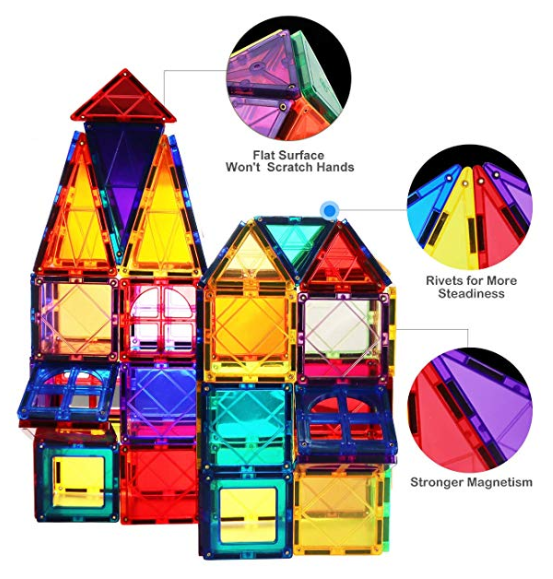 Flat Surface
Won't Scratch Hands
Rivets for More
Steadiness
Stronger Magnetism